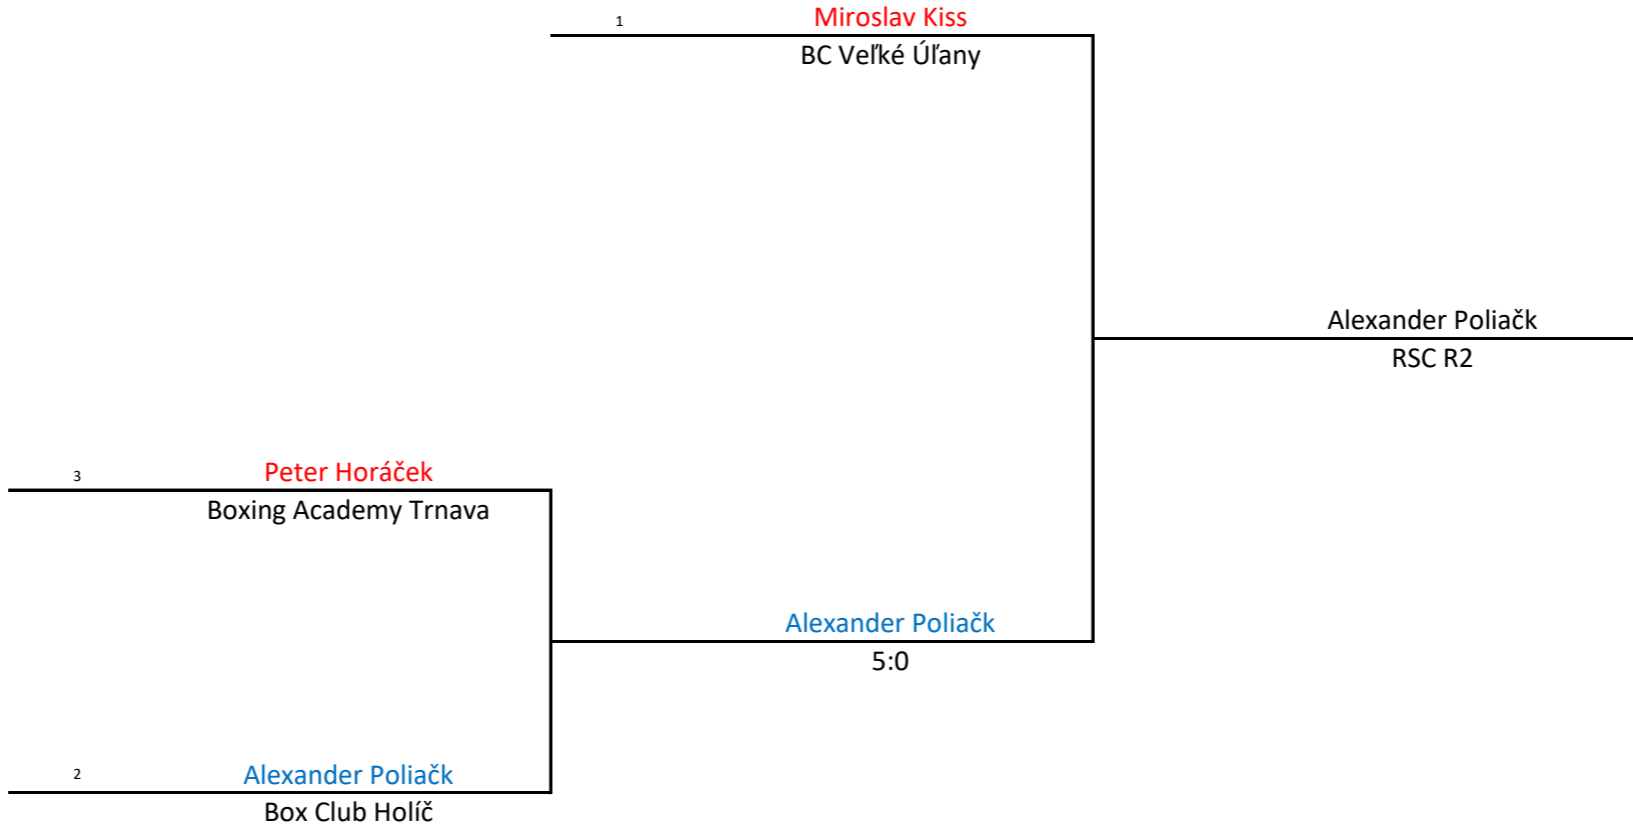 1
Miroslav Kiss
BC Veľké Úľany
Alexander Poliačk
RSC R2
3
Peter Horáček
Boxing Academy Trnava
Alexander Poliačk
5:0
2
Alexander Poliačk
Box Club Holíč